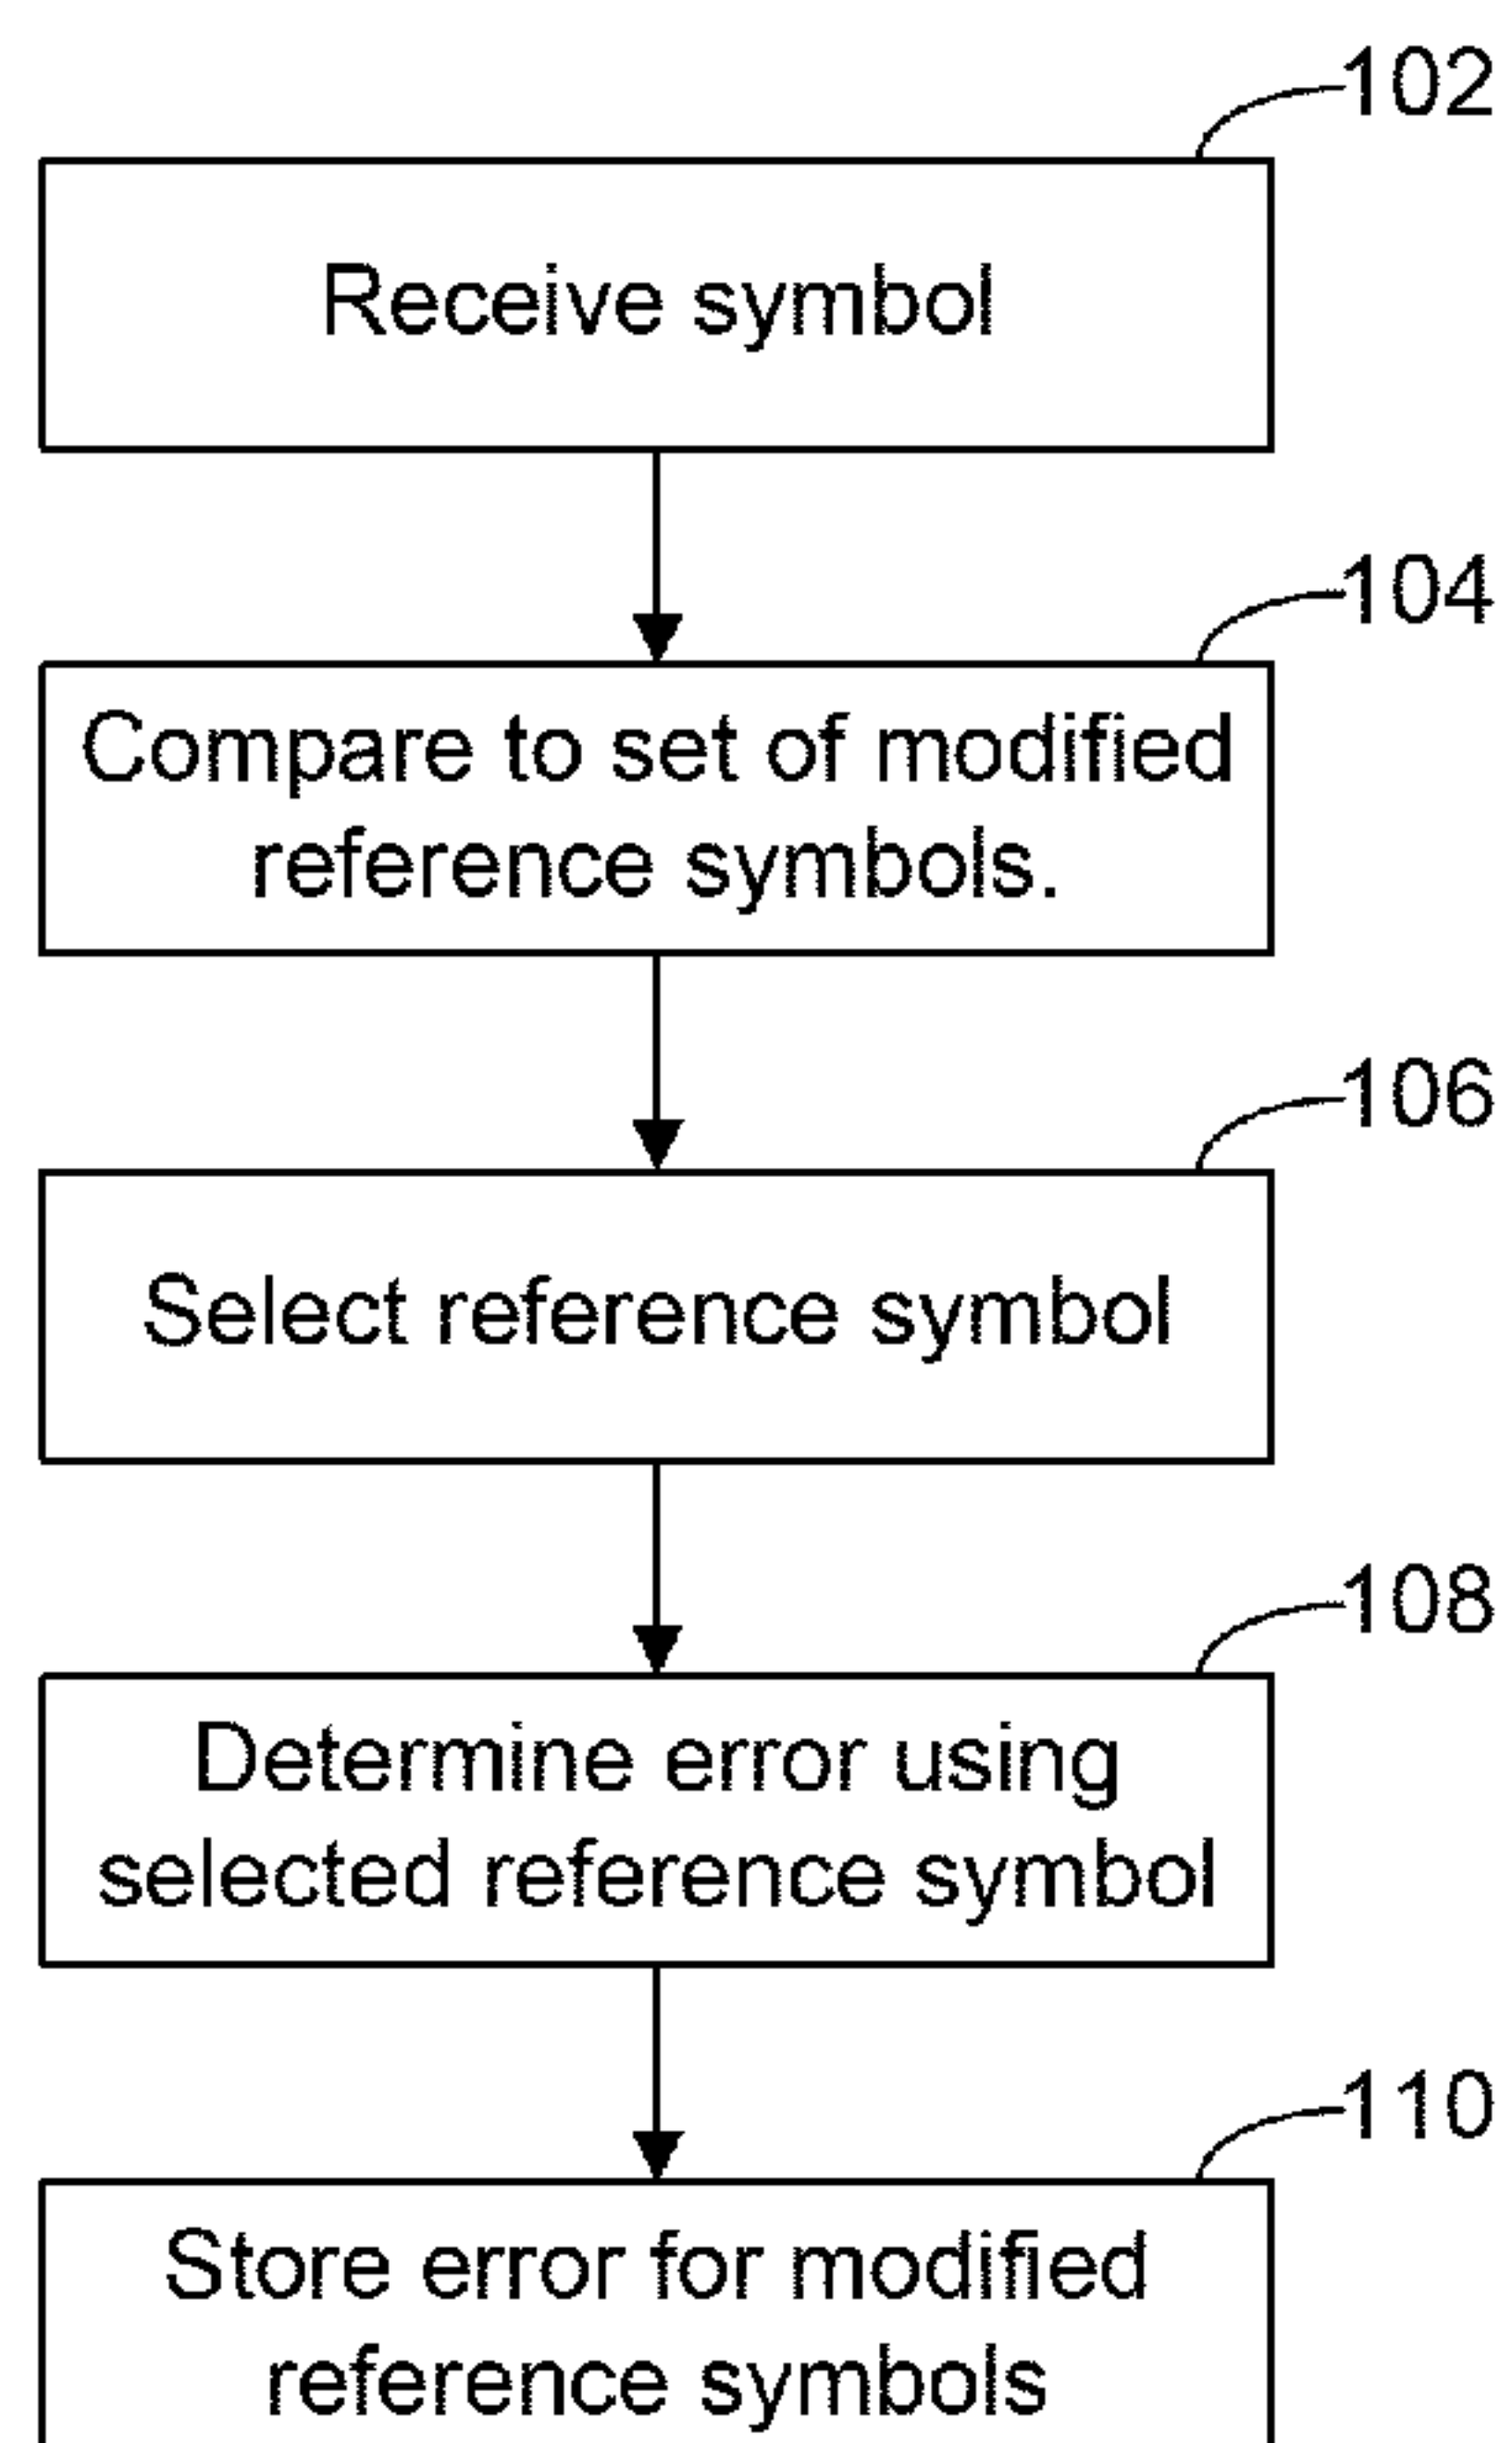 102
Receive symbol
104
Compare to set of modified
reference symbols.
106
Select reference symbol
108
Determine error using
selected reference symbol
110
Store error for modified
reference symbols